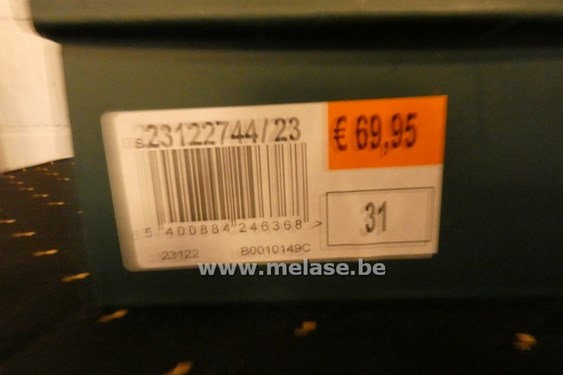 S.23122744/23
€ 69,95
5 400884 246368 >
31
23122 B0010149C
www.melase.be